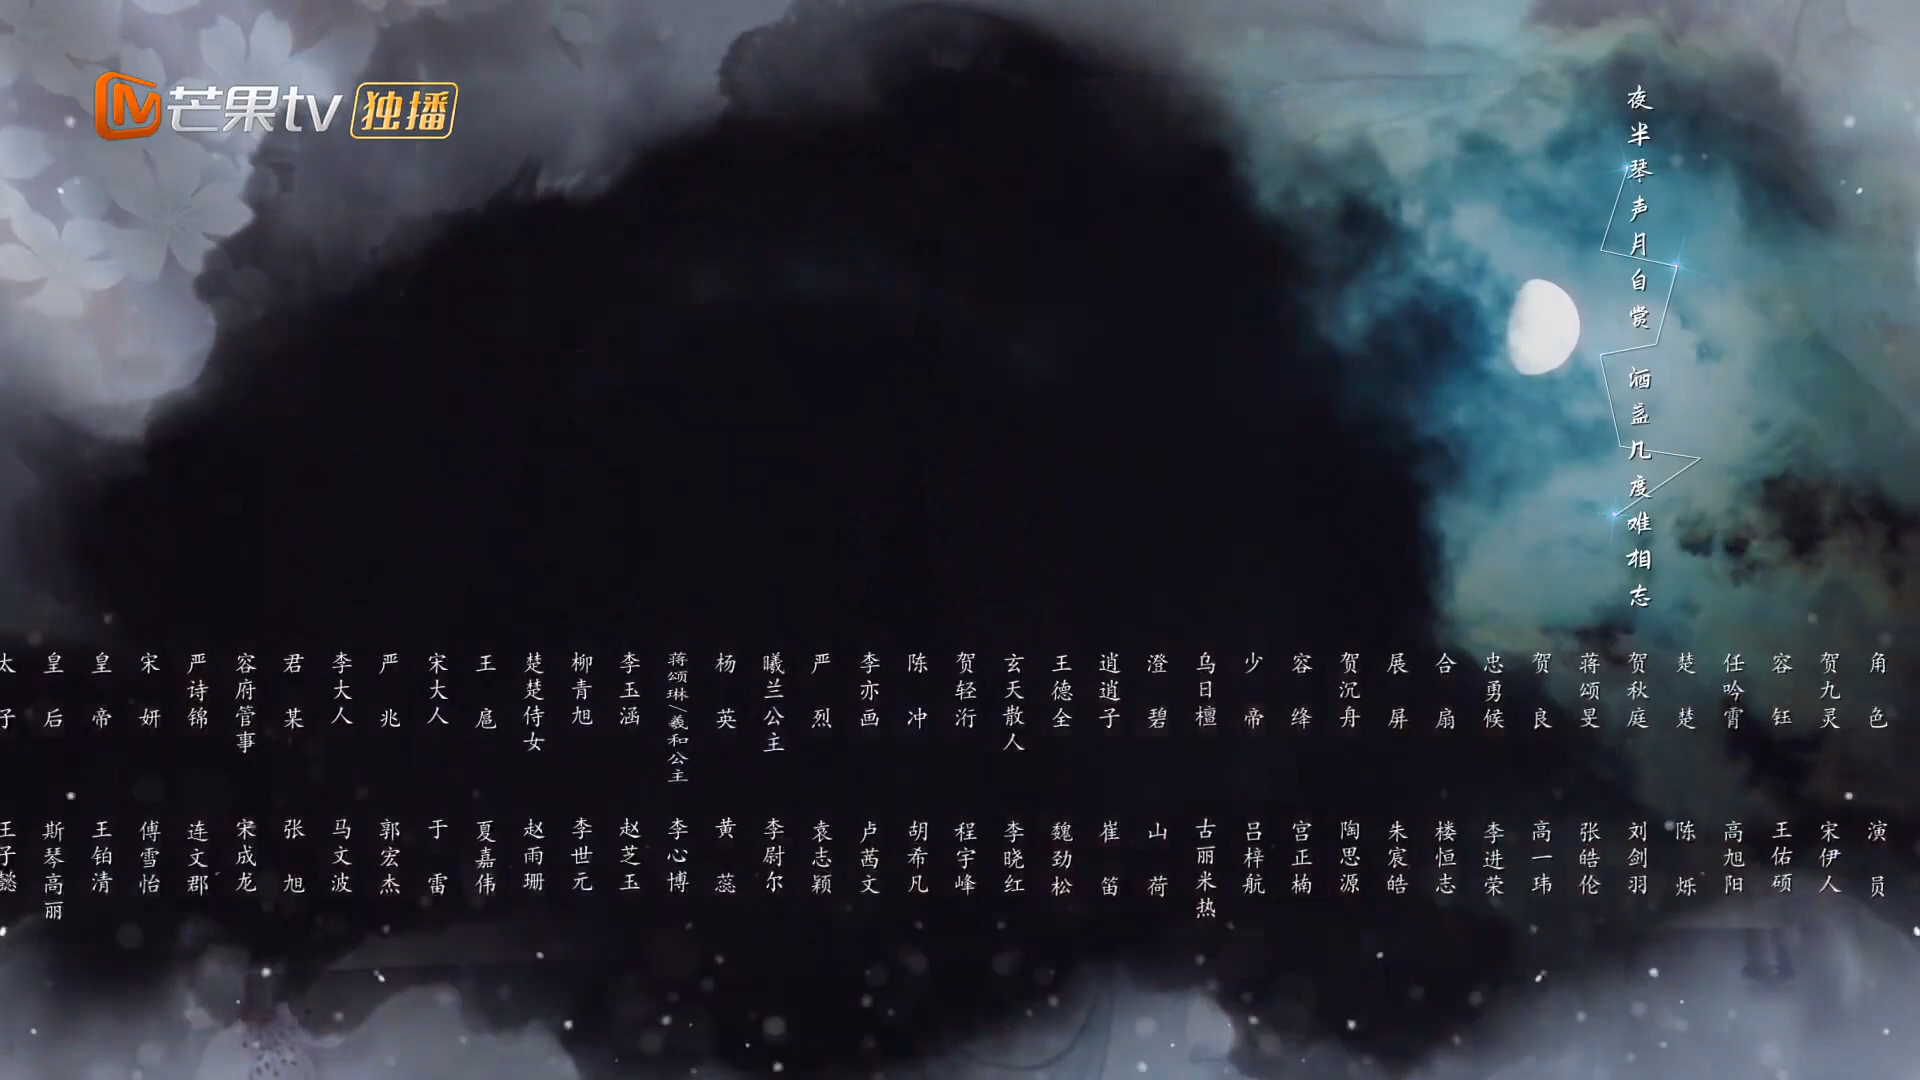 芒果tv 独播
夜半琴声月自赏 酒盏几度难相忘
角色 演员
贺九灵 宋伊人
容钰 王佑硕
任吟霄 高旭阳
楚楚 陈烁
贺秋庭 刘剑羽
蒋颂旻 张皓伦
贺良 高一玮
忠勇候 李进荣
合扇 楼恒志
展屏 朱宸皓
贺沉舟 陶思源
容绛 宫正楠
少帝 吕梓航
乌日檀 古丽米热
澄碧 山荷
逍遥子 崔笛
王德全 魏劲松
玄天散人 李晓红
贺轻洐 程宇峰
陈冲 胡希凡
李亦画 卢茜文
严烈 袁志颖
曦兰公主 李尉尔
杨英 黄蕊
蒋颂琳/羲和公主 李心博
李玉涵 赵芝玉
柳青旭 李世元
楚楚侍女 赵雨珊
王扈 夏嘉伟
宋大人 于雷
严兆 郭宏杰
李大人 马文波
君某 张旭
容府管事 宋成龙
严诗锦 连文郡
宋妍 傅雪怡
皇帝 王铂清
皇后 斯琴高丽
太子 王子懿